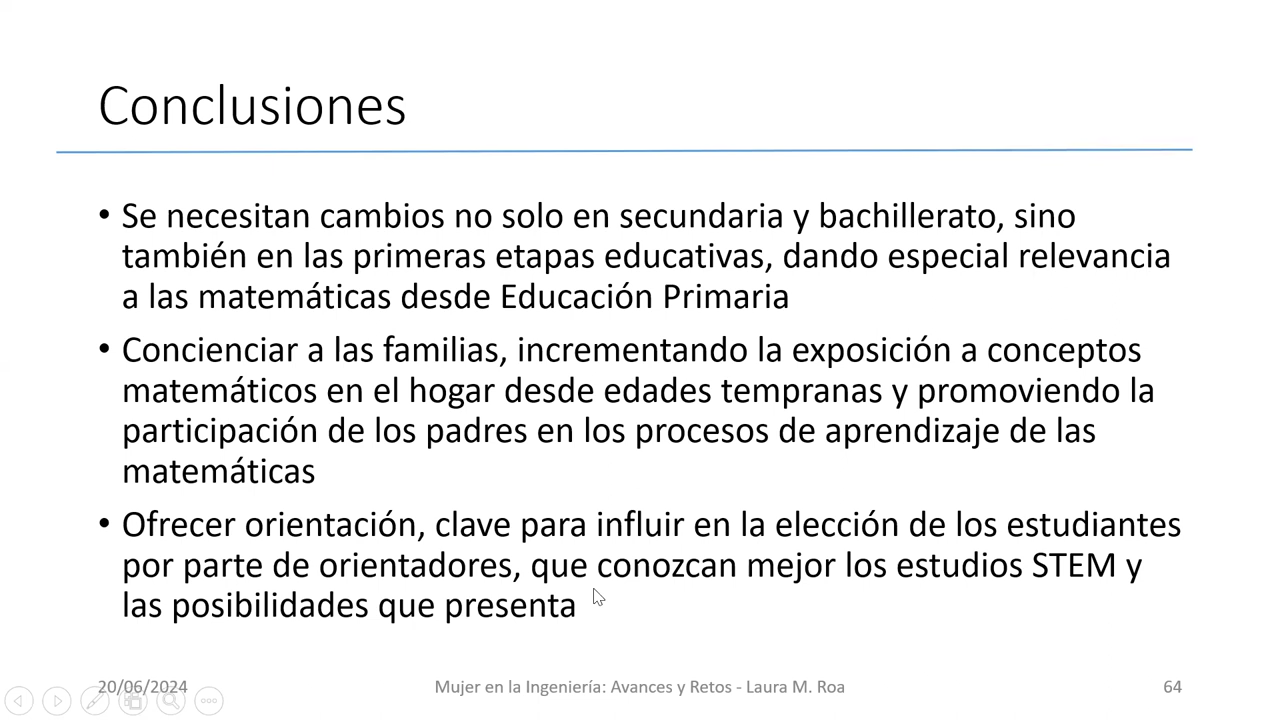 Conclusiones
• Se necesitan cambios no solo en secundaria y bachillerato, sino
también en las primeras etapas educativas, dando especial relevancia
a las matemáticas desde Educación Primaria
• Concienciar a las familias, incrementando la exposición a conceptos
matemáticos en el hogar desde edades tempranas y promoviendo la
participación de los padres en los procesos de aprendizaje de las
matemáticas
• Ofrecer orientación, clave para influir en la elección de los estudiantes
por parte de orientadores, que conozcan mejor los estudios STEM y
las posibilidades que presenta
20/06/2024
Mujer en la Ingeniería: Avances y Retos - Laura M. Roa
64